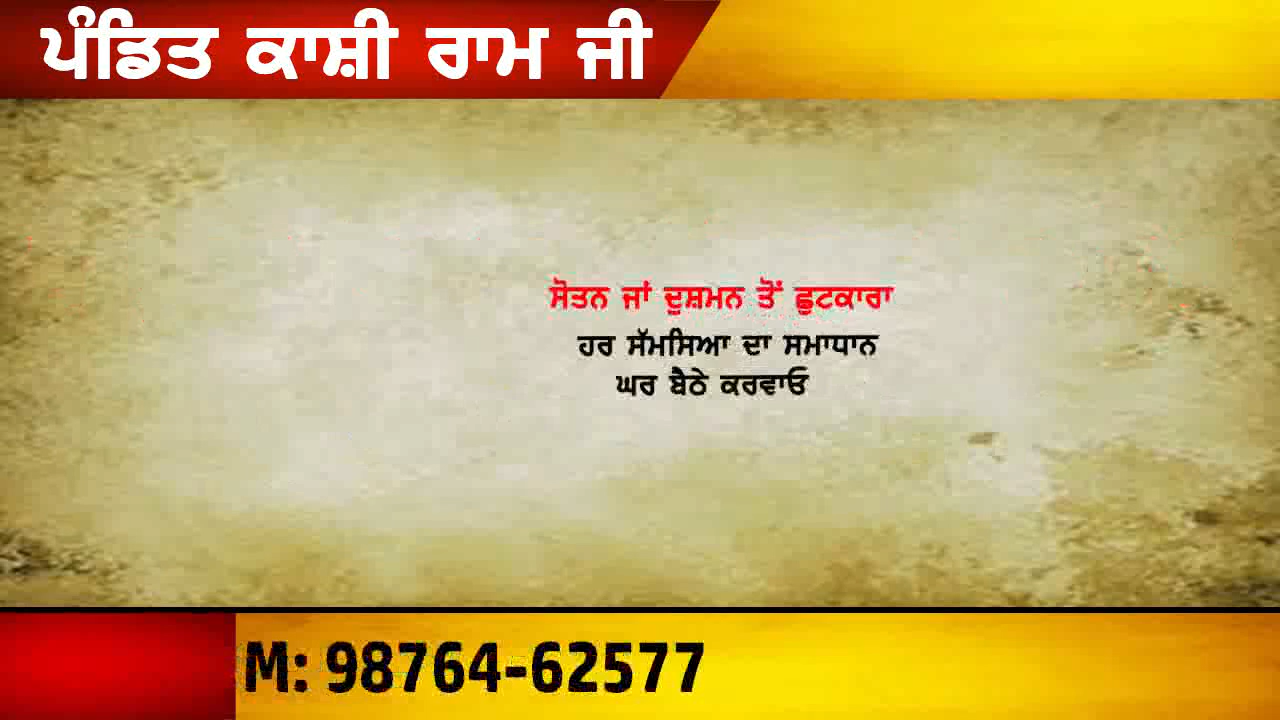 ਪੰਡਿਤ ਕਾਸ਼ੀ ਰਾਮ ਜੀ
ਸੋਤਨ ਜਾਂ ਦੁਸ਼ਮਨ ਤੋਂ ਛੁਟਕਾਰਾ
ਹਰ ਸੱਮਸਿਆ ਦਾ ਸਮਾਧਾਨ
ਘਰ ਬੈਠੇ ਕਰਵਾਓ
M: 98764-62577